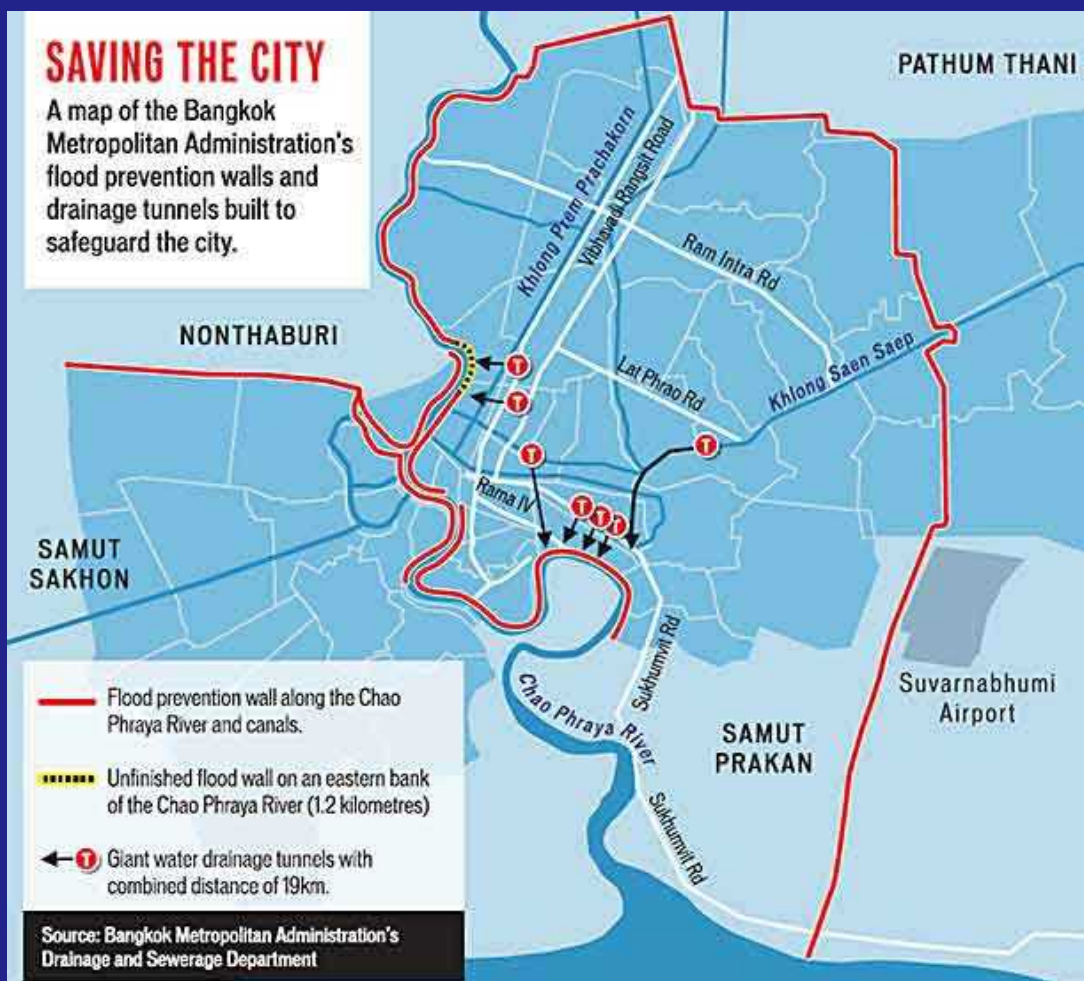 SAVING THE CITY
A map of the Bangkok
Metropolitan Administration's
flood prevention walls and
drainage tunnels built to
safeguard the city.
PATHUM THANI
Khlong Prem Prachakorn
Vibhavadi Rangsit Road
Ram Intra Rd
NONTHABURI
T
T
Lat Phrao Rd
Khlong Saen Saep
T
T
Rama IV
T
T
T
SAMUT
SAKHON
Sukhumvit Rd
Chao Phraya River
Suvarnabhumi
Airport
SAMUT
PRAKAN
Sukhumvit Rd
Flood prevention wall along the Chao
Phraya River and canals.
Unfinished flood wall on an eastern bank
of the Chao Phraya River (1.2 kilometres)
T
Giant water drainage tunnels with
combined distance of 19km.
Source: Bangkok Metropolitan Administration's
Drainage and Sewerage Department